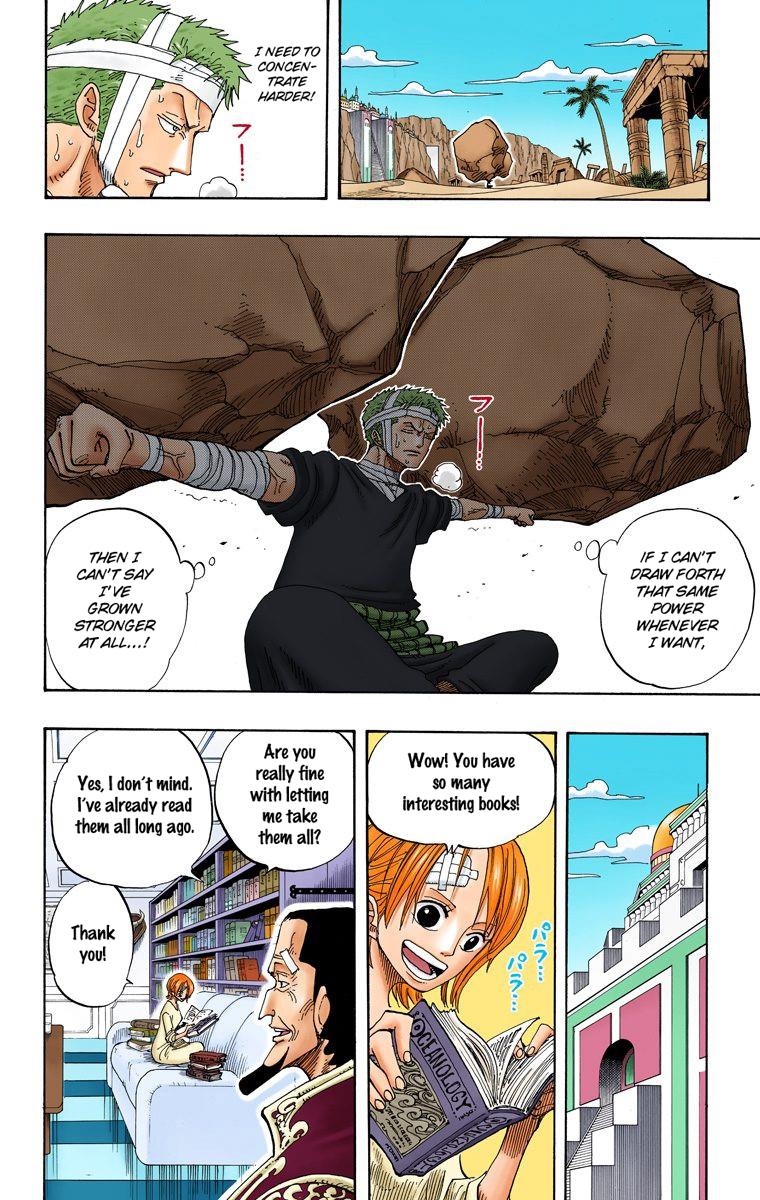 I NEED TO
CONCEN-
TRATE
HARDER!
フー…
フー…
IF I CAN'T
DRAW FORTH
THAT SAME
POWER
WHENEVER
I WANT,
THEN I
CAN'T SAY
I'VE
GROWN
STRONGER
AT ALL...!
Wow! You have
so many
interesting books!
パラ…
パラ…
OCEANOLOGY
Are you
really fine
with letting
me take
them all?
Yes, I don't mind.
I've already read
them all long ago.
Thank
you!